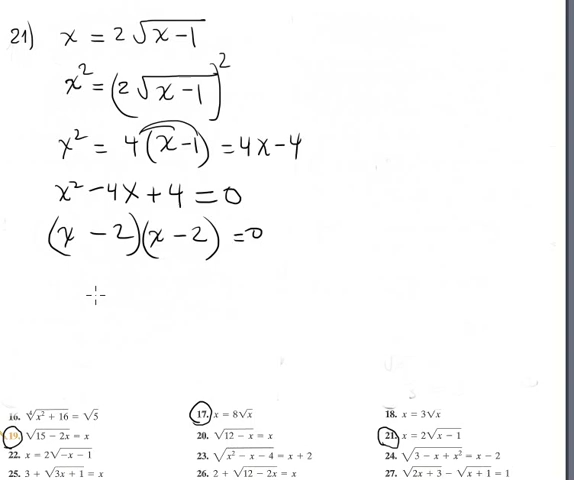 21) x = 2√(x-1)
x² = (2√(x-1))²
x² = 4(x-1) = 4x-4
x² -4x+4=0
(x -2)(x-2) =0
16. ∜(x² + 16) = √5 17. x = 8√x 18. x = 3√x
19. √(15 − 2x) = x 20. √(12 − x) = x 21. x = 2√(x − 1)
22. x = 2√(−x − 1) 23. √(x² − x − 4) = x + 2 24. √(3 − x + x²) = x − 2
25. 3 + √(3x + 1) = x 26. 2 + √(12 − 2x) = x 27. √(2x + 3) − √(x + 1) = 1